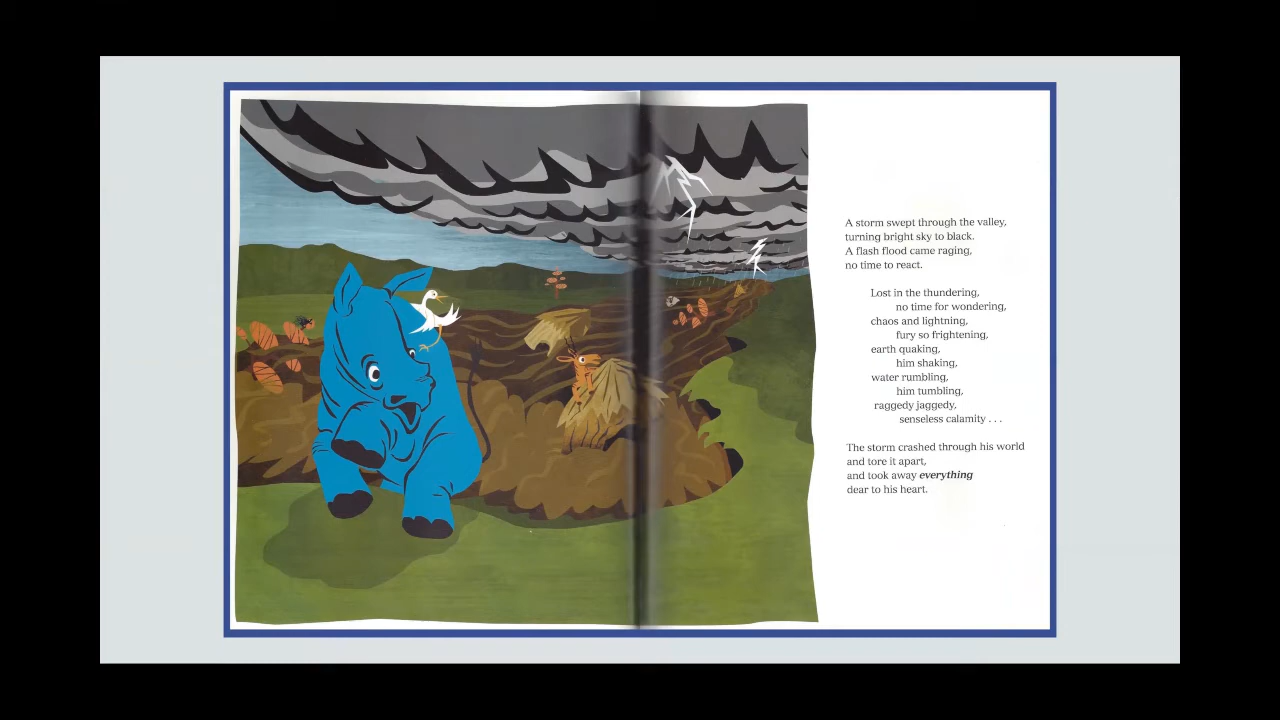 A storm swept through the valley,
turning bright sky to black.
A flash flood came raging,
no time to react.
Lost in the thundering,
no time for wondering,
chaos and lightning,
fury so frightening,
earth quaking,
him shaking,
water rumbling,
him tumbling,
raggedy jaggedy,
senseless calamity . . .
The storm crashed through his world
and tore it apart,
and took away everything
dear to his heart.